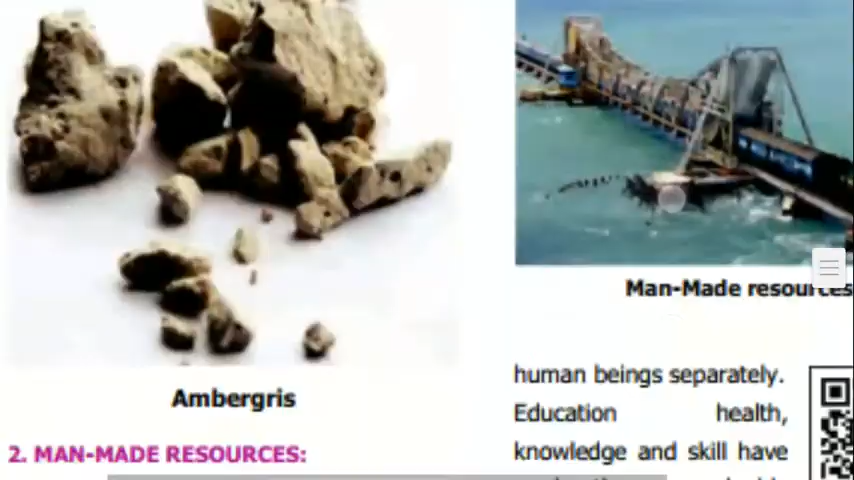 Ambergris
2. MAN-MADE RESOURCES:
Man-Made resources
human beings separately.
Education health,
knowledge and skill have